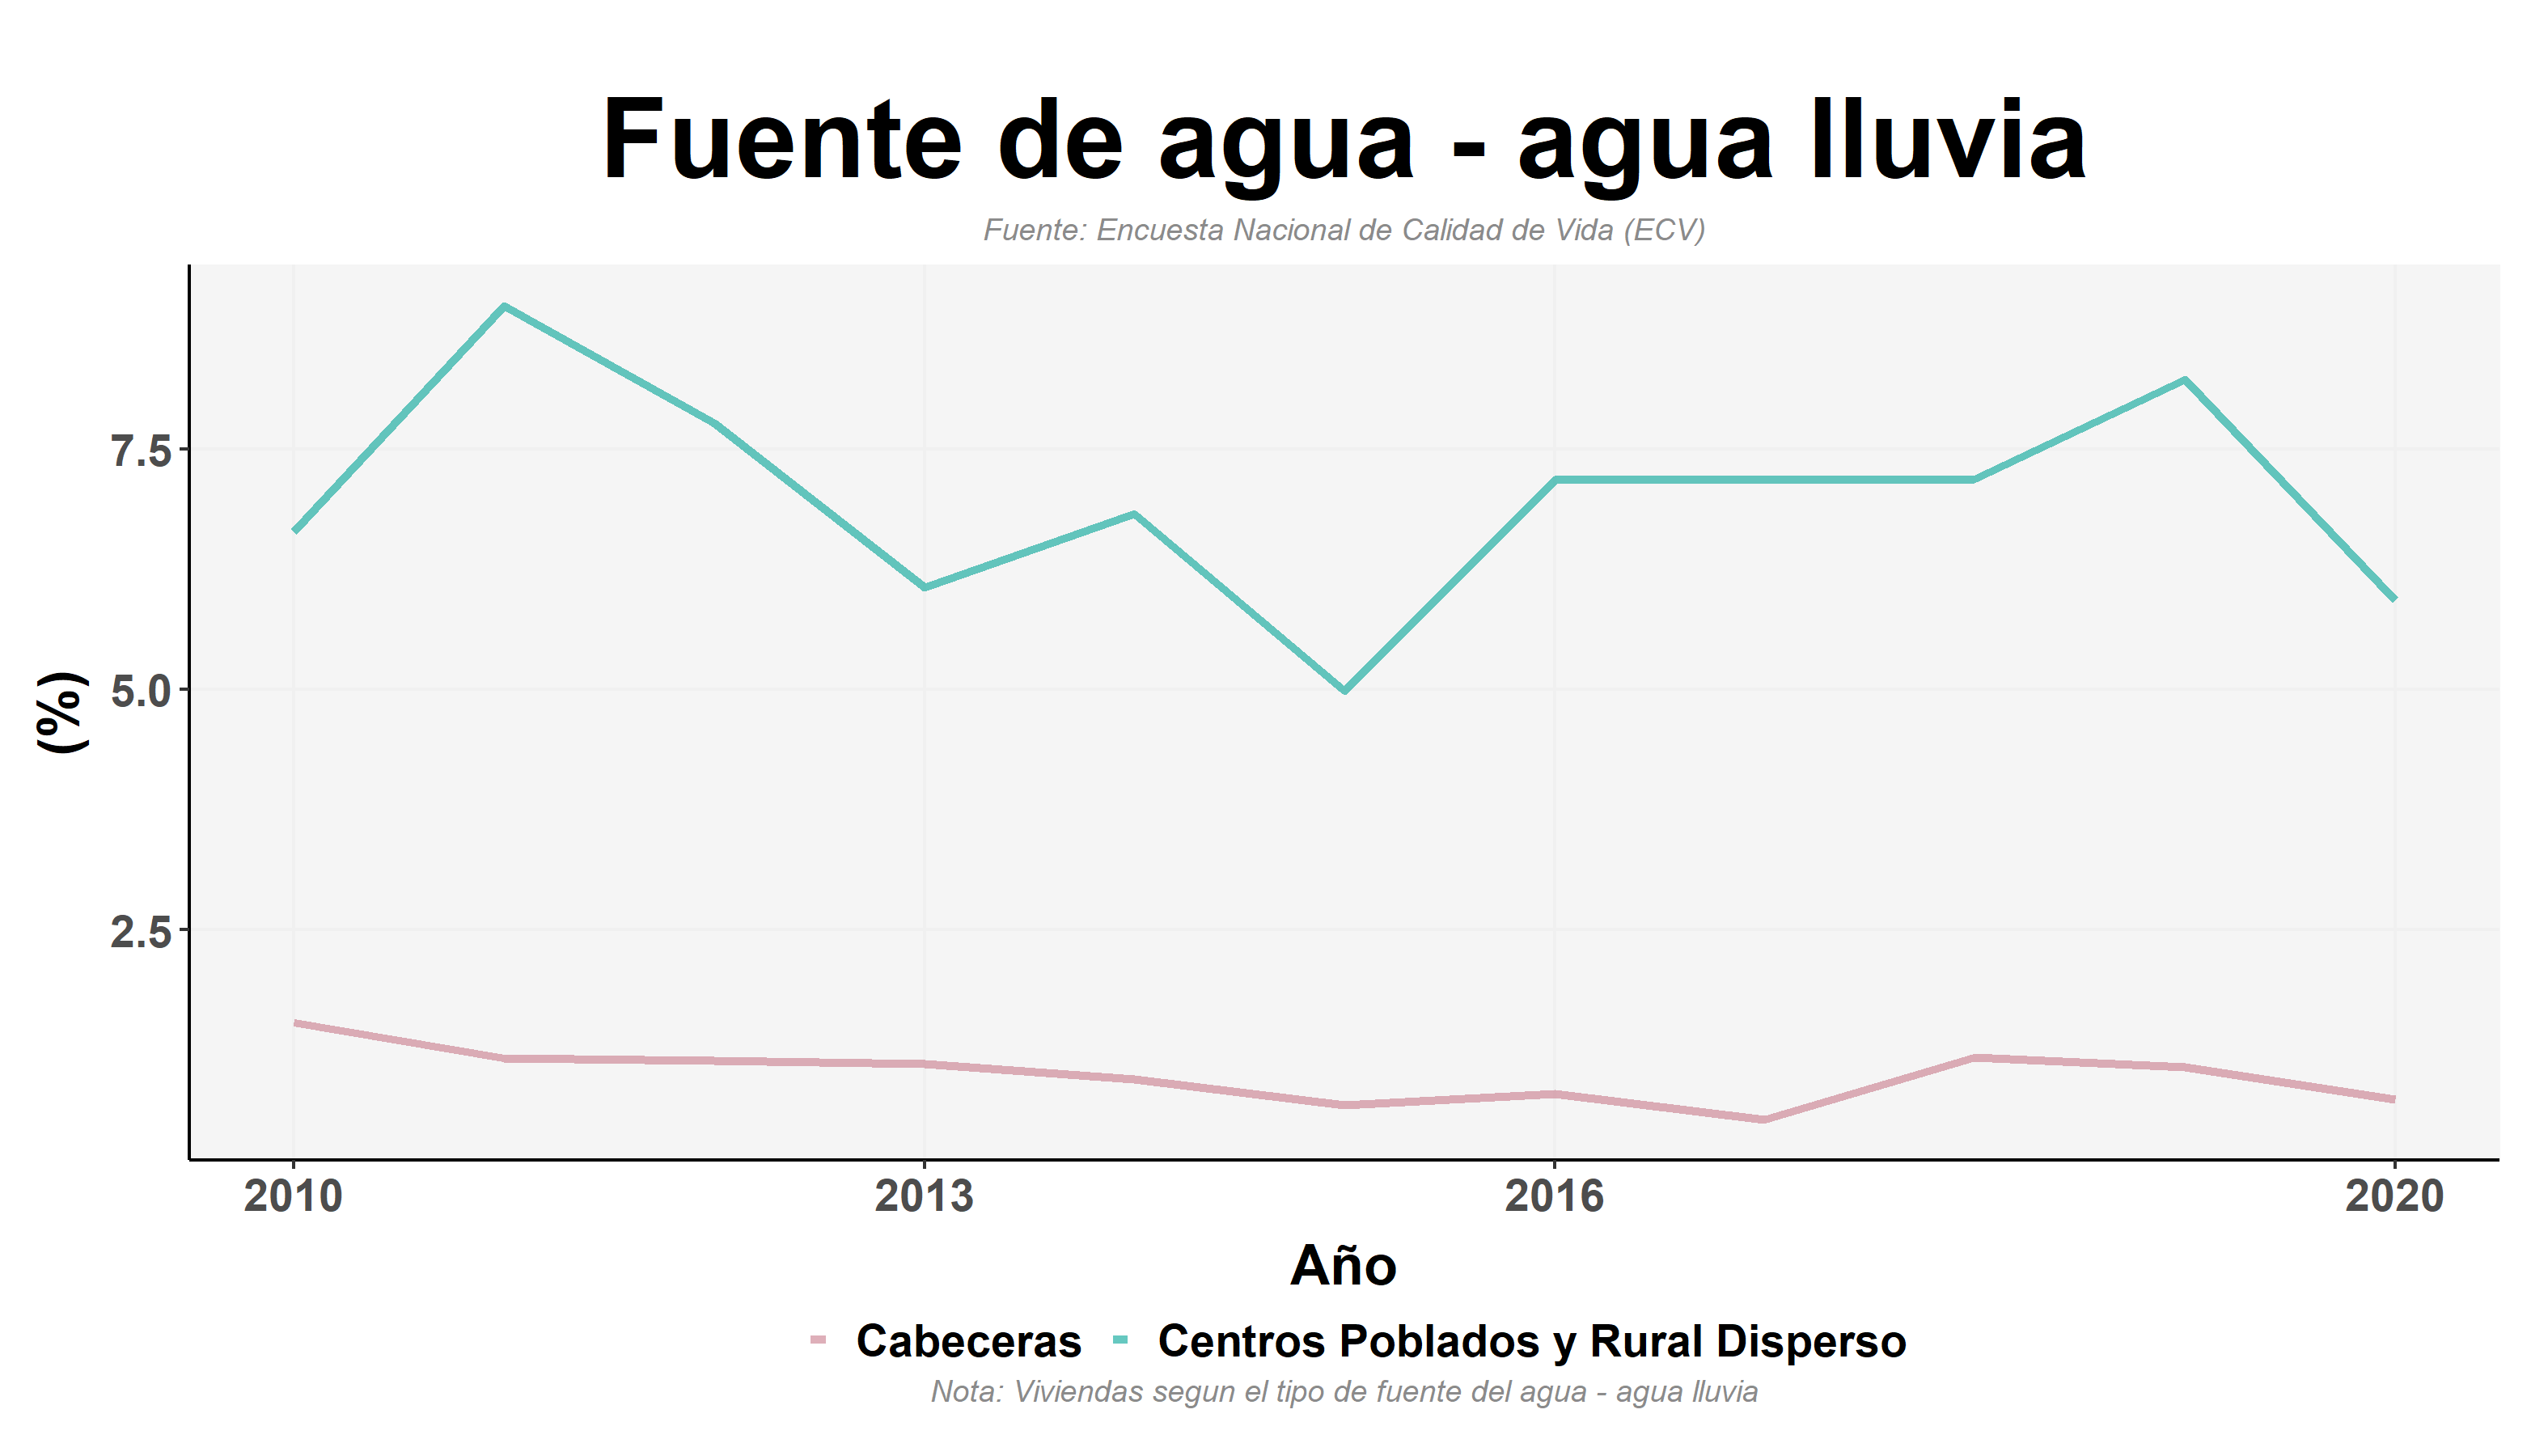 Fuente de agua - agua lluvia
Fuente: Encuesta Nacional de Calidad de Vida (ECV)
7.5
5.0
2.5
(%)
2010 2013 2016 2020
Año
Cabeceras Centros Poblados y Rural Disperso
Nota: Viviendas segun el tipo de fuente del agua - agua lluvia